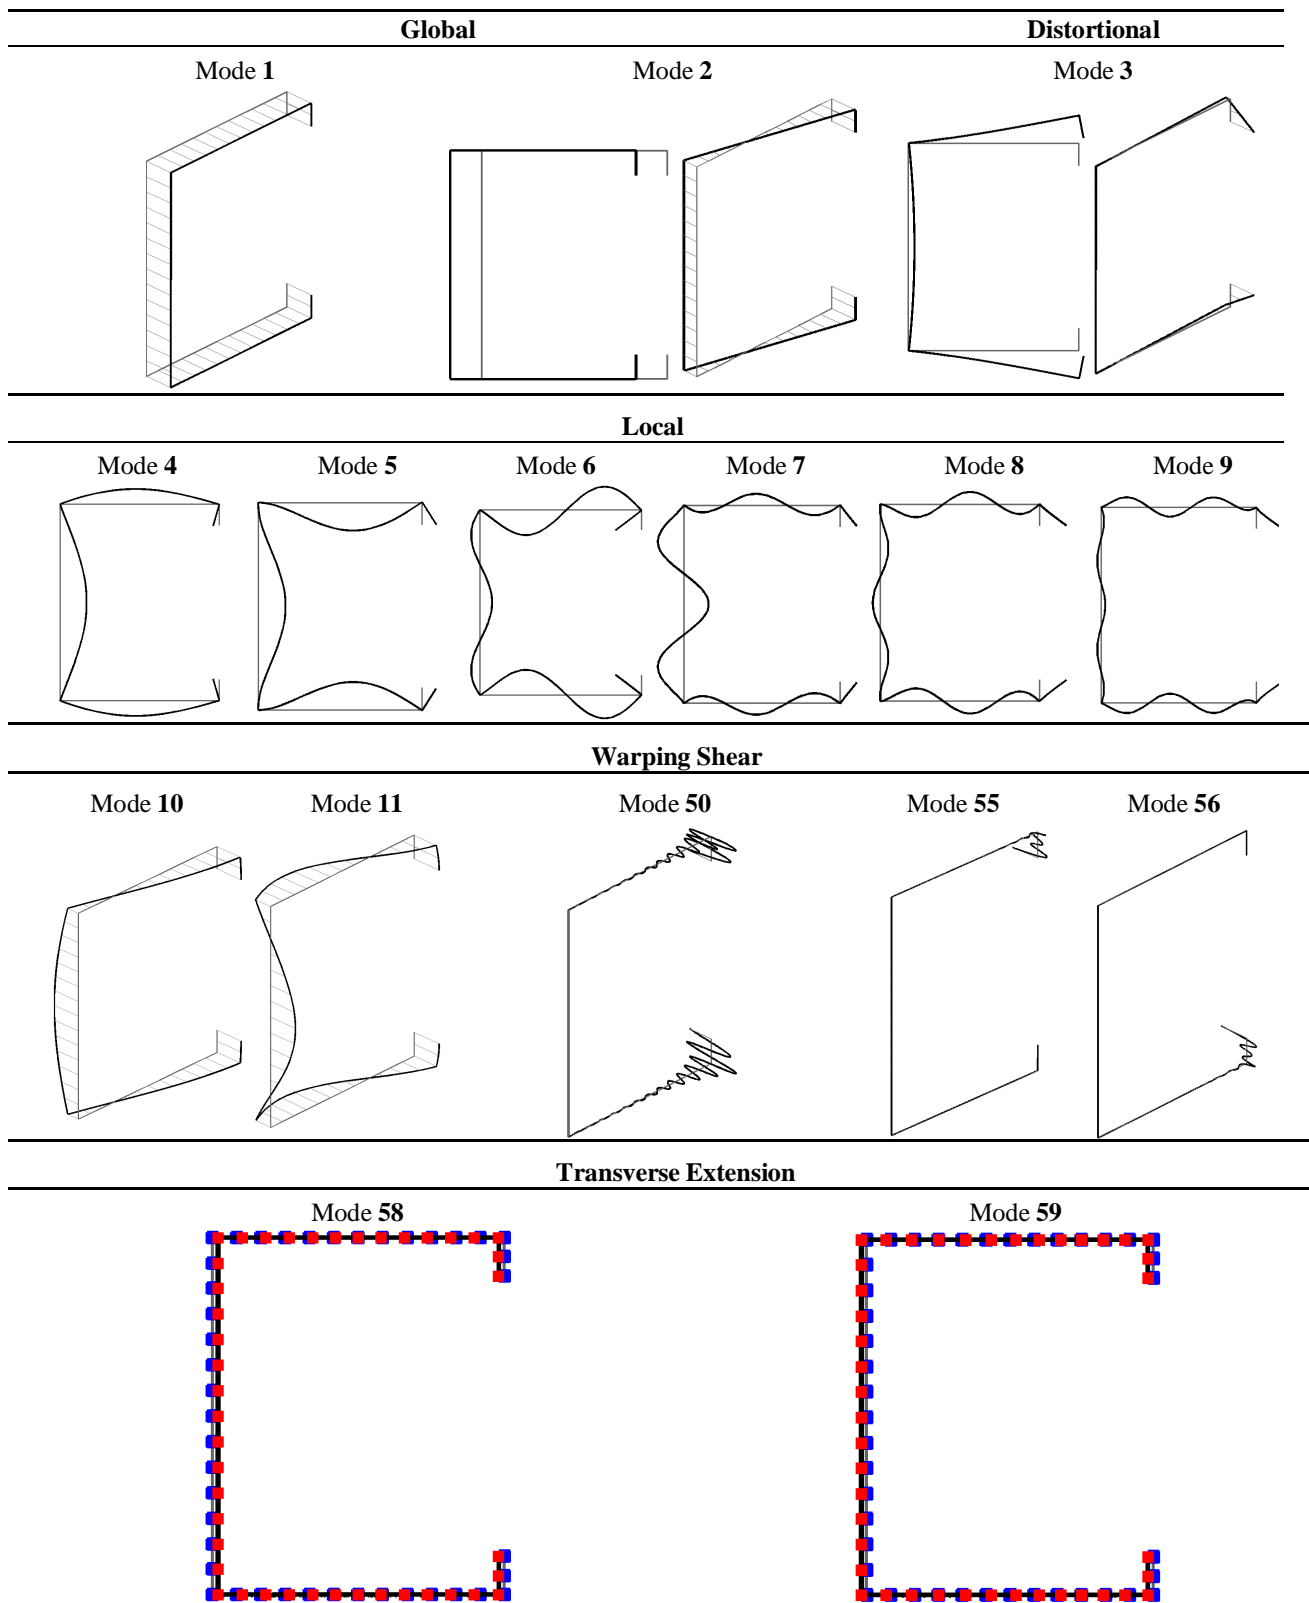 Global Distortional
Mode 1 Mode 2 Mode 3
Local
Mode 4 Mode 5 Mode 6 Mode 7 Mode 8 Mode 9
Warping Shear
Mode 10 Mode 11 Mode 50 Mode 55 Mode 56
Transverse Extension
Mode 58 Mode 59